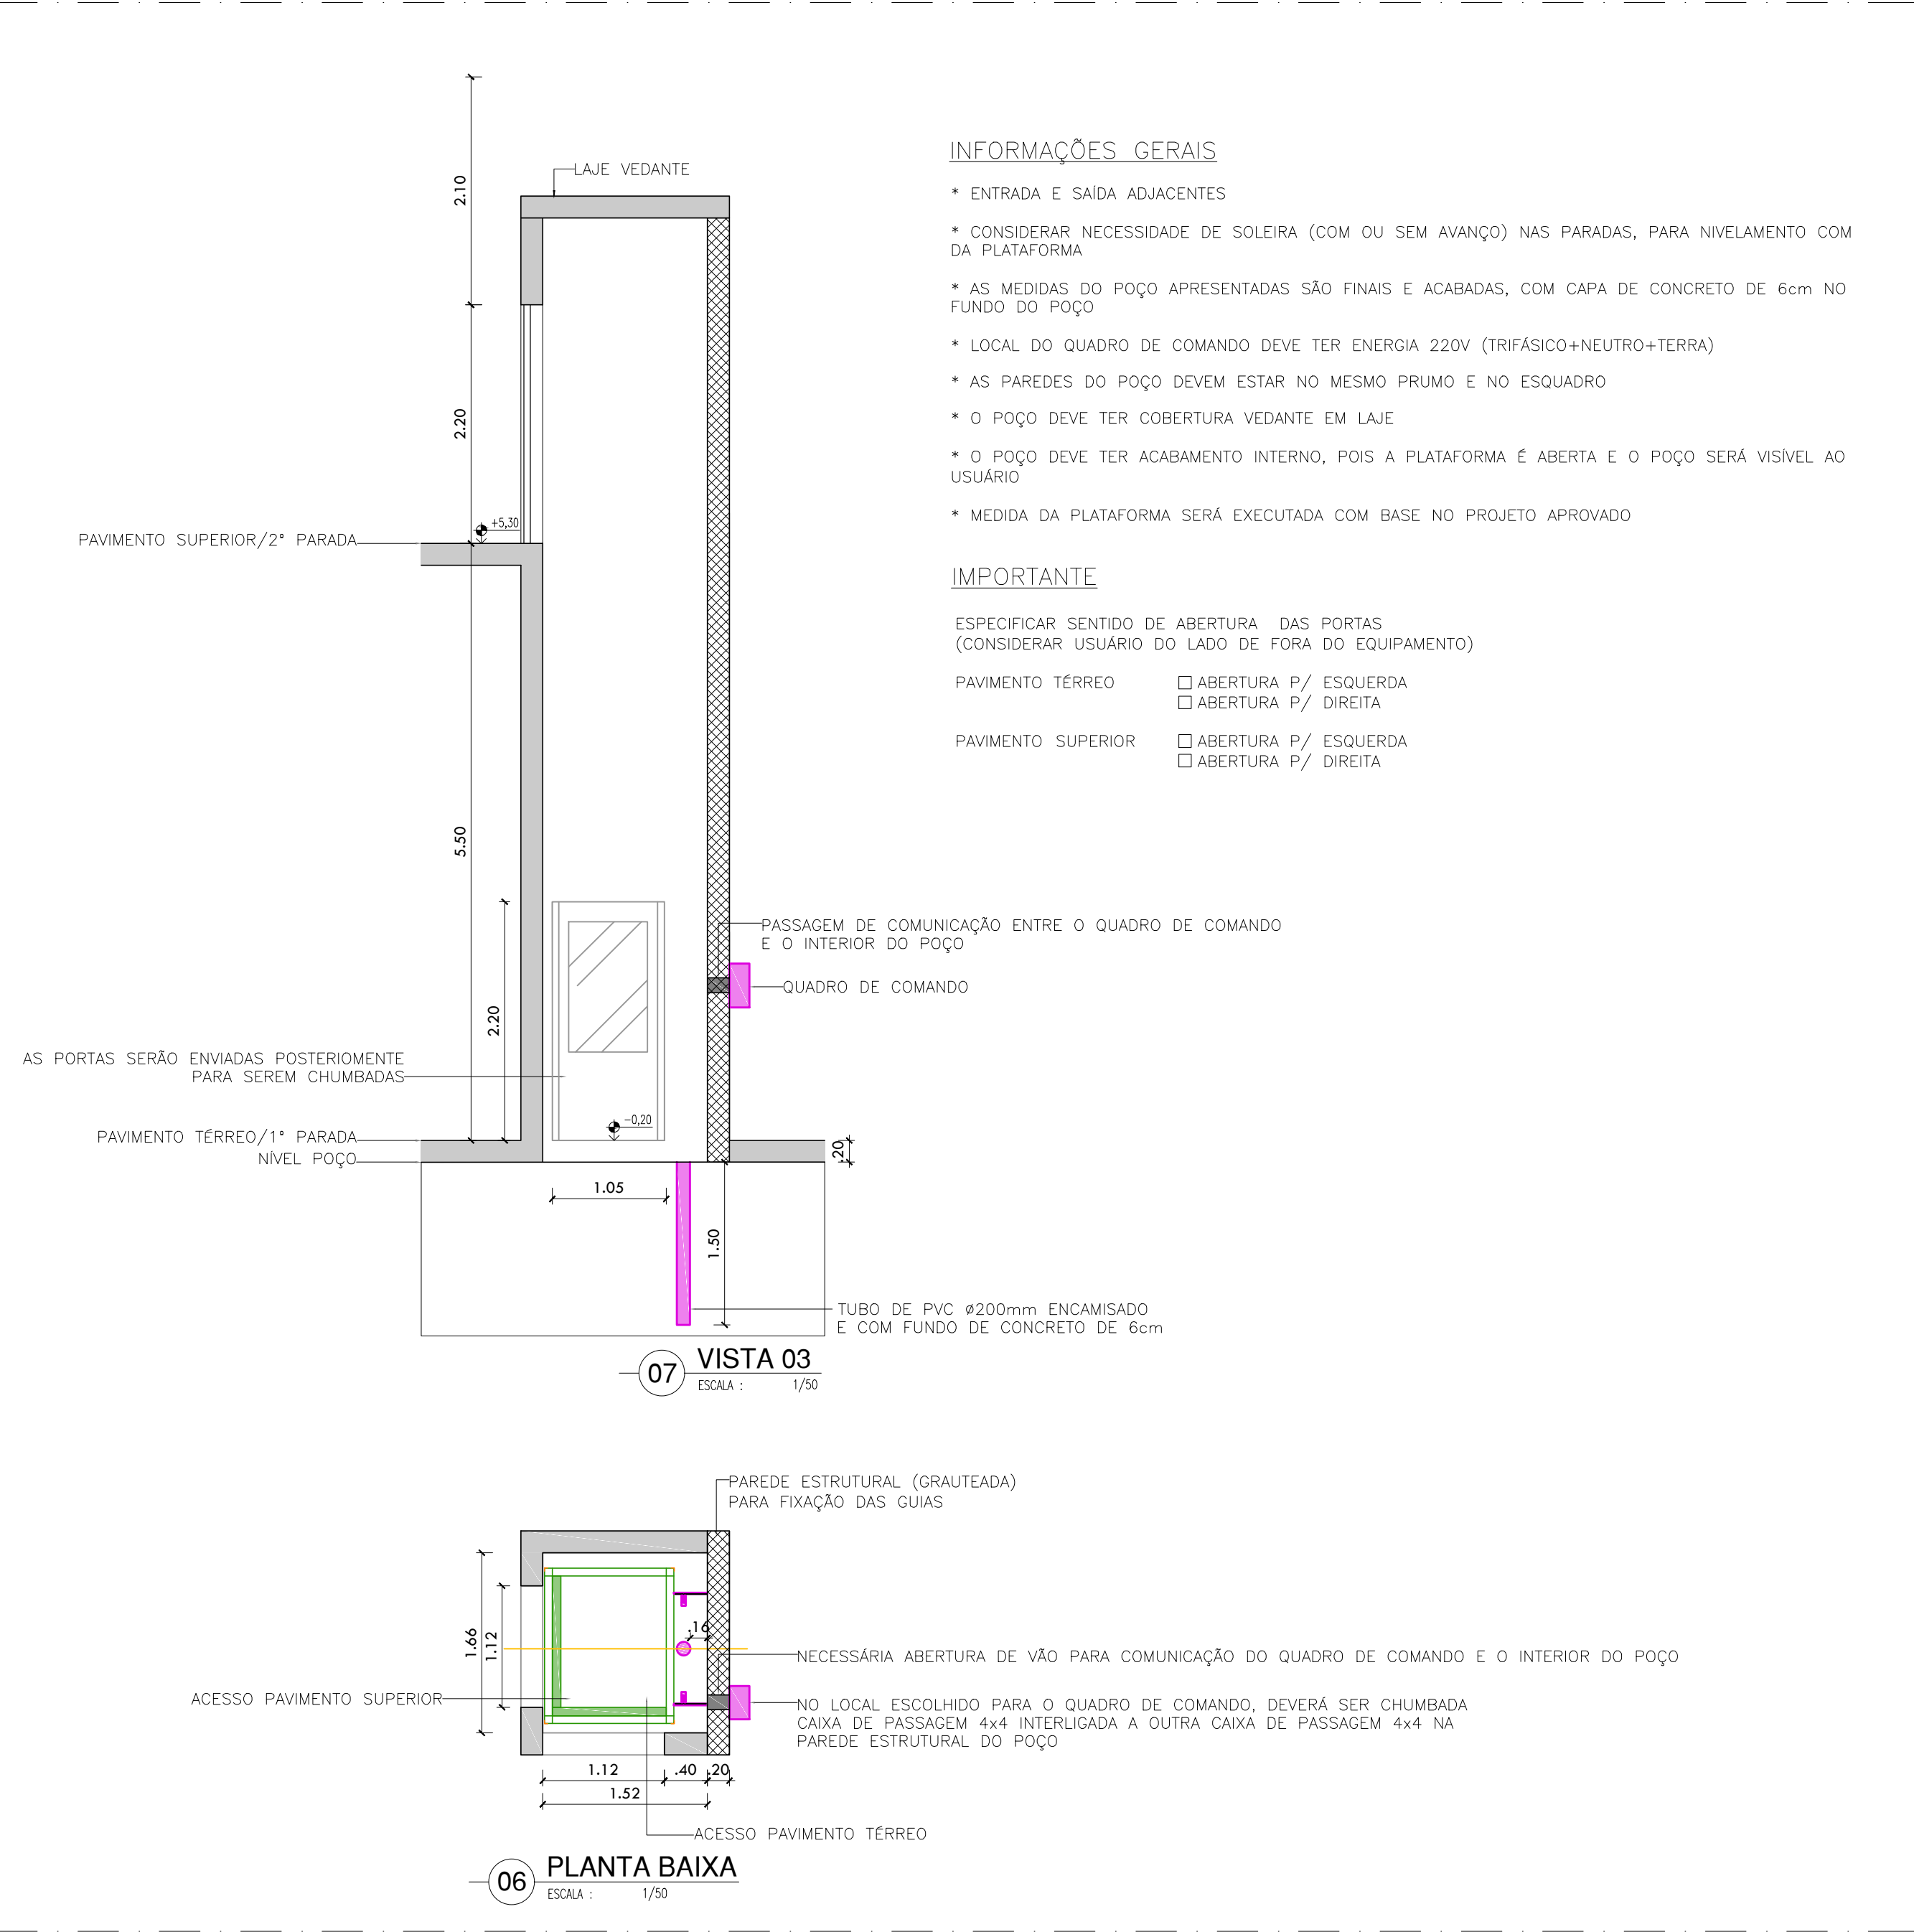 2.10
LAJE VEDANTE
2.20
+5,30
PAVIMENTO SUPERIOR/2ª PARADA
5.50
2.20
PASSAGEM DE COMUNICAÇÃO ENTRE O QUADRO DE COMANDO
E O INTERIOR DO POÇO
QUADRO DE COMANDO
AS PORTAS SERÃO ENVIADAS POSTERIOMENTE
PARA SEREM CHUMBADAS
-0,20
PAVIMENTO TÉRREO/1ª PARADA
NÍVEL POÇO
.20
1.05
1.50
TUBO DE PVC ø200mm ENCAMISADO
E COM FUNDO DE CONCRETO DE 6cm
07
VISTA 03
ESCALA : 1/50
INFORMAÇÕES GERAIS
* ENTRADA E SAÍDA ADJACENTES
* CONSIDERAR NECESSIDADE DE SOLEIRA (COM OU SEM AVANÇO) NAS PARADAS, PARA NIVELAMENTO COM
DA PLATAFORMA
* AS MEDIDAS DO POÇO APRESENTADAS SÃO FINAIS E ACABADAS, COM CAPA DE CONCRETO DE 6cm NO
FUNDO DO POÇO
* LOCAL DO QUADRO DE COMANDO DEVE TER ENERGIA 220V (TRIFÁSICO+NEUTRO+TERRA)
* AS PAREDES DO POÇO DEVEM ESTAR NO MESMO PRUMO E NO ESQUADRO
* O POÇO DEVE TER COBERTURA VEDANTE EM LAJE
* O POÇO DEVE TER ACABAMENTO INTERNO, POIS A PLATAFORMA É ABERTA E O POÇO SERÁ VISÍVEL AO
USUÁRIO
* MEDIDA DA PLATAFORMA SERÁ EXECUTADA COM BASE NO PROJETO APROVADO
IMPORTANTE
ESPECIFICAR SENTIDO DE ABERTURA DAS PORTAS
(CONSIDERAR USUÁRIO DO LADO DE FORA DO EQUIPAMENTO)
PAVIMENTO TÉRREO □ ABERTURA P/ ESQUERDA
□ ABERTURA P/ DIREITA
PAVIMENTO SUPERIOR □ ABERTURA P/ ESQUERDA
□ ABERTURA P/ DIREITA
PAREDE ESTRUTURAL (GRAUTEADA)
PARA FIXAÇÃO DAS GUIAS
1.66
1.12
.16
NECESSÁRIA ABERTURA DE VÃO PARA COMUNICAÇÃO DO QUADRO DE COMANDO E O INTERIOR DO POÇO
ACESSO PAVIMENTO SUPERIOR
NO LOCAL ESCOLHIDO PARA O QUADRO DE COMANDO, DEVERÁ SER CHUMBADA
CAIXA DE PASSAGEM 4x4 INTERLIGADA A OUTRA CAIXA DE PASSAGEM 4x4 NA
PAREDE ESTRUTURAL DO POÇO
1.12 .40 .20
1.52
ACESSO PAVIMENTO TÉRREO
06
PLANTA BAIXA
ESCALA : 1/50